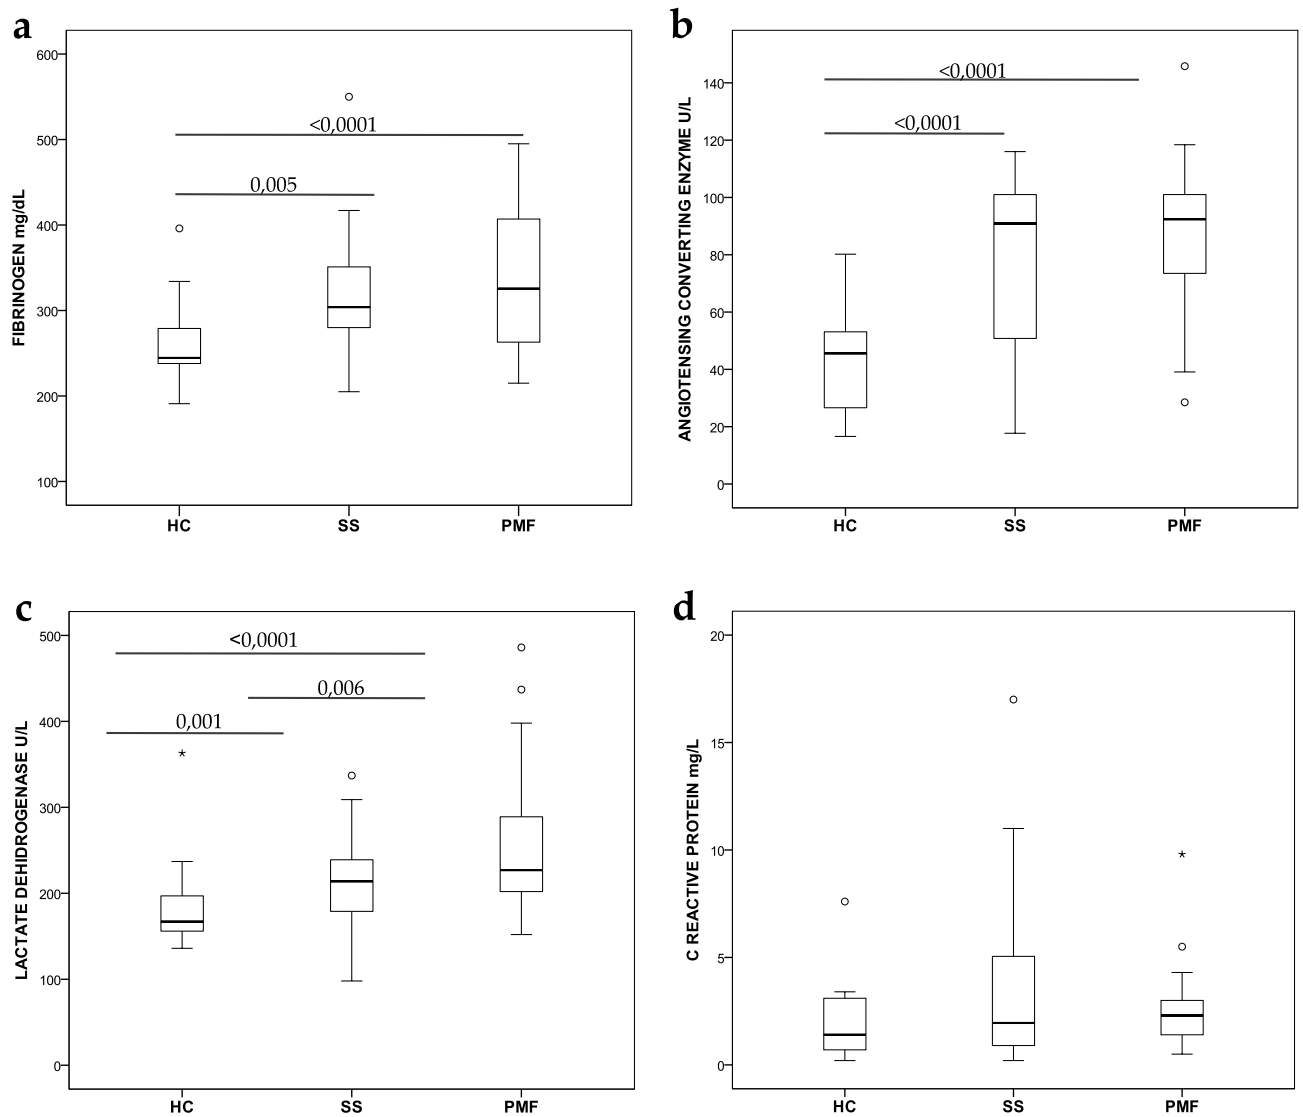 a
600
500
400
300
200
100
FIBRINOGEN mg/dL
<0,0001
0,005
HC SS PMF
b
140
120
100
80
60
40
20
0
ANGIOTENSING CONVERTING ENZYME U/L
<0,0001
<0,0001
HC SS PMF
c
500
400
300
200
100
0
LACTATE DEHIDROGENASE U/L
<0,0001
0,006
0,001
*
HC SS PMF
d
20
15
10
5
0
C REACTIVE PROTEIN mg/L
*
HC SS PMF